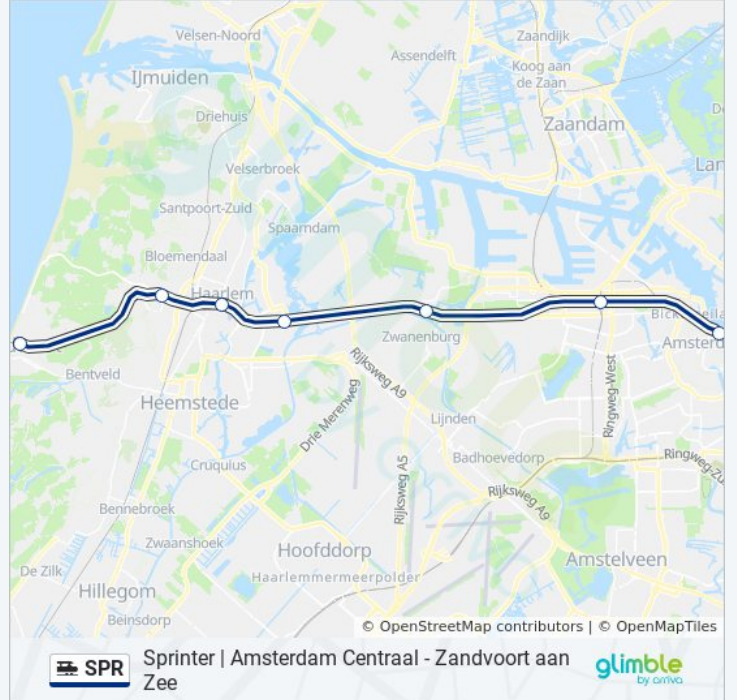 Velsen-Noord
Zaandijk
Assendelft
Koog aan
de Zaan
IJmuiden
Driehuis
Zaandam
Velserbroek
Santpoort-Zuid
Spaarndam
Bloemendaal
Haarlem
Zwanenburg
Rijksweg A9
Bentveld
Heemstede
Ringweg-West
Drie Merenweg
Lijnden
Cruquius
Badhoevedorp
Rijksweg A5
Rijksweg A9
Bennebroek
Zwaanshoek
Hoofddorp
Amstelveen
De Zilk
Haarlemmermeerpolder
Hillegom
Beinsdorp
© OpenStreetMap contributors | © OpenMapTiles
SPR
Sprinter | Amsterdam Centraal - Zandvoort aan
Zee
glimble
by arriva